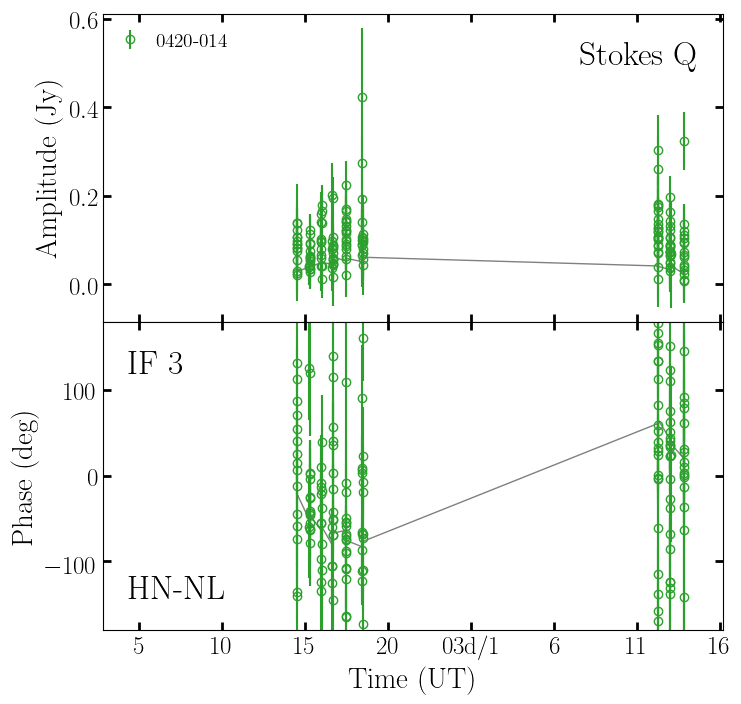 0420-014
Stokes Q
0.6
0.4
0.2
0.0
Amplitude (Jy)
IF 3
HN-NL
100
0
−100
Phase (deg)
5 10 15 20 03d/1 6 11 16
Time (UT)